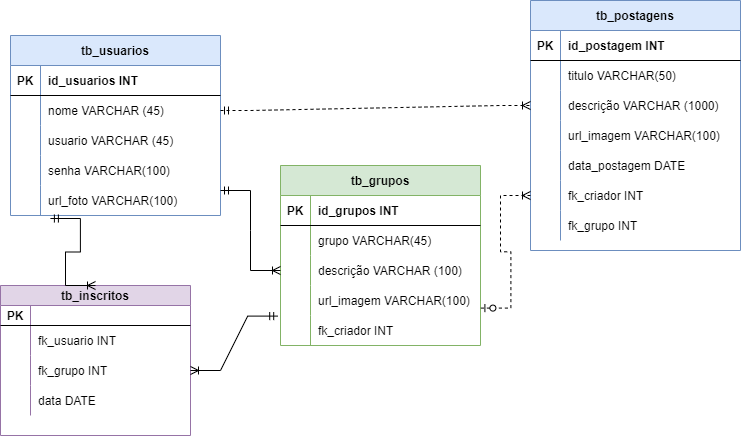 tb_usuarios
PK id_usuarios INT
nome VARCHAR (45)
usuario VARCHAR (45)
senha VARCHAR(100)
url_foto VARCHAR(100)
tb_postagens
PK id_postagem INT
titulo VARCHAR(50)
descrição VARCHAR (1000)
url_imagem VARCHAR(100)
data_postagem DATE
fk_criador INT
fk_grupo INT
tb_grupos
PK id_grupos INT
grupo VARCHAR(45)
descrição VARCHAR (100)
url_imagem VARCHAR(100)
fk_criador INT
tb_inscritos
PK
fk_usuario INT
fk_grupo INT
data DATE